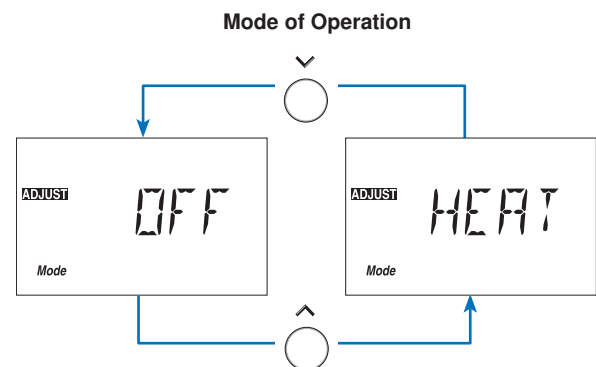 Mode of Operation
ADJUST
OFF
Mode
ADJUST
HEAT
Mode